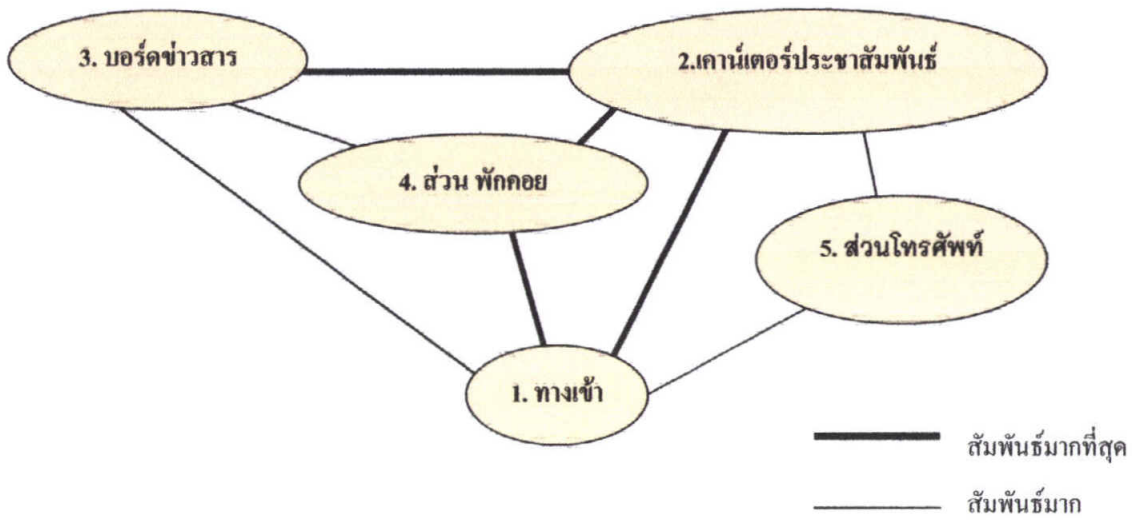 3. บอร์ดข่าวสาร
2.เคาน์เตอร์ประชาสัมพันธ์
4. ส่วน พักคอย
5. ส่วนโทรศัพท์
1. ทางเข้า
สัมพันธ์มากที่สุด
สัมพันธ์มาก